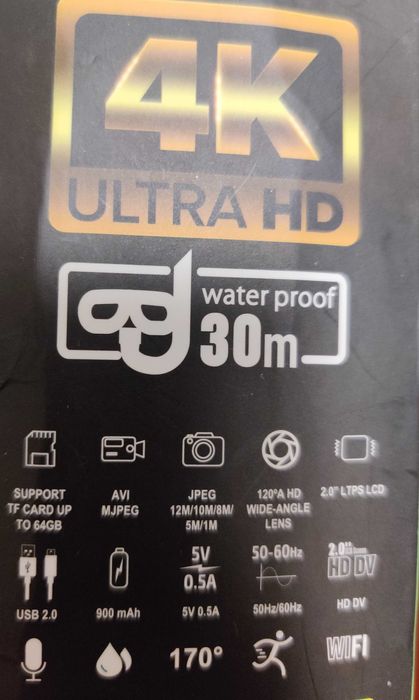 4K
ULTRA HD
water proof
30m
SUPPORT
TF CARD UP
TO 64GB
AVI
MJPEG
JPEG
12M/10M/8M/
5M/1M
120°A HD
WIDE-ANGLE
LENS
2.0" LTPS LCD
USB 2.0
900 mAh
5V
0.5A
5V 0.5A
50-60Hz
50Hz/60Hz
2.0"
HD DV
HD DV
170°
WIFI